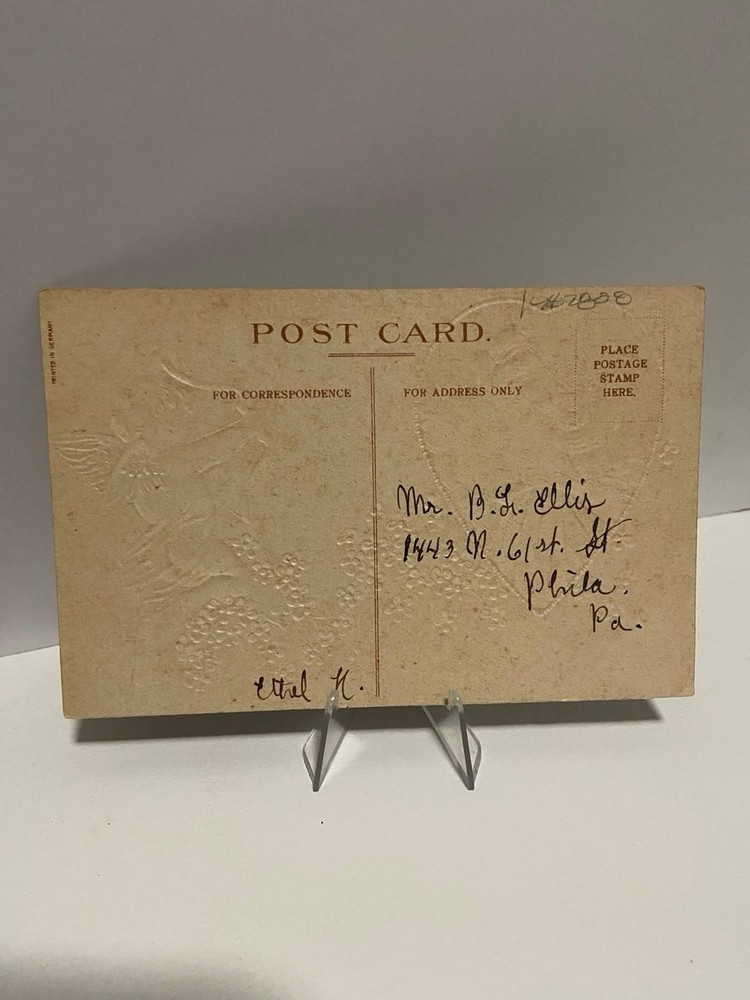 #2808
POST CARD.
PRINTED IN GERMANY
PLACE
POSTAGE
STAMP
HERE.
FOR CORRESPONDENCE
FOR ADDRESS ONLY
Mr. B. L. Ellis
1443 N. 61st. St
Phila.
Pa.
Ethel K.